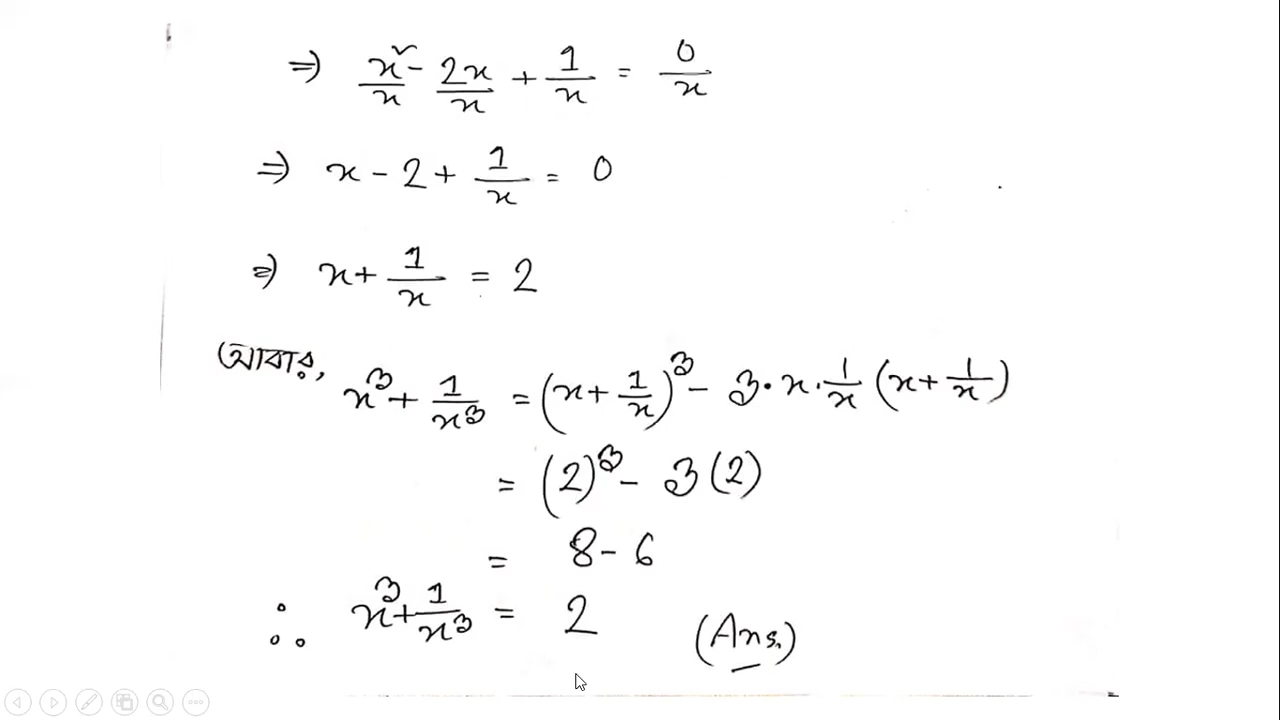 ⇒ x²/x - 2x/x + 1/x = 0/x
⇒ x - 2 + 1/x = 0
⇒ x + 1/x = 2
আবার, x³ + 1/x³ = (x + 1/x)³ - 3·x·1/x (x + 1/x)
= (2)³ - 3(2)
= 8 - 6
∴ x³ + 1/x³ = 2 (Ans.)